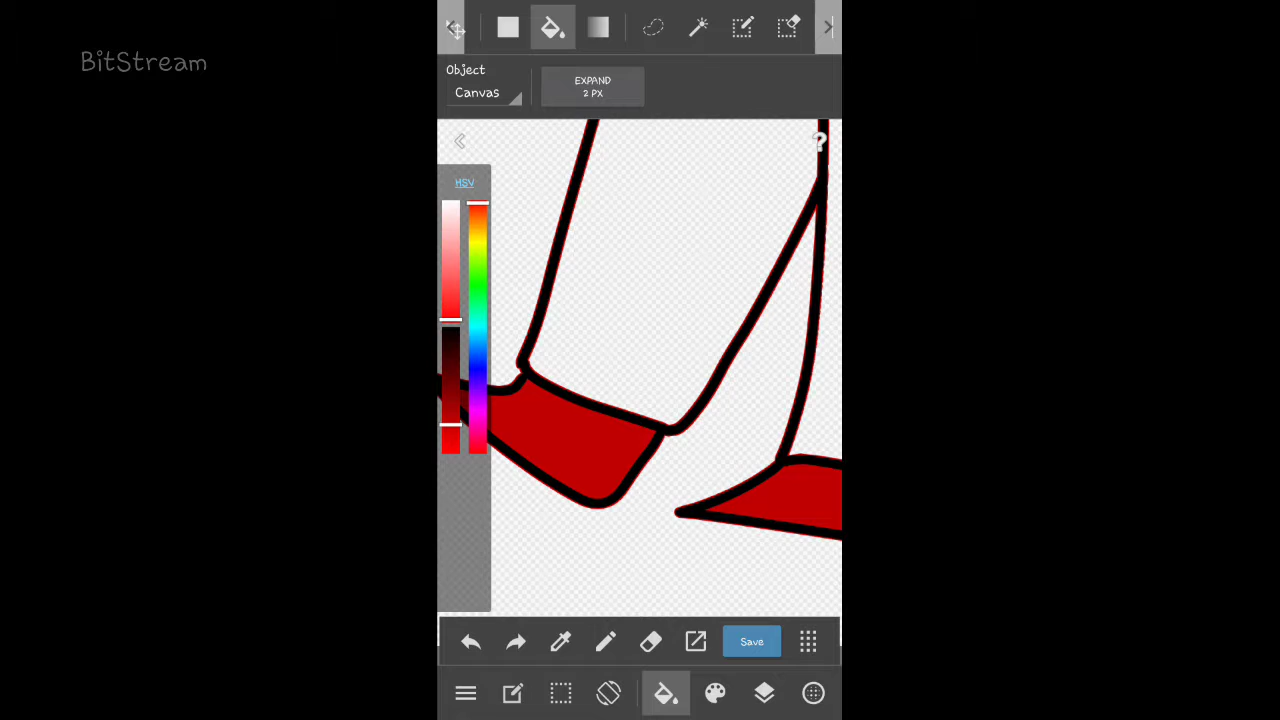 BitStream
Object
Canvas
EXPAND
2 PX
?
HSV
Save